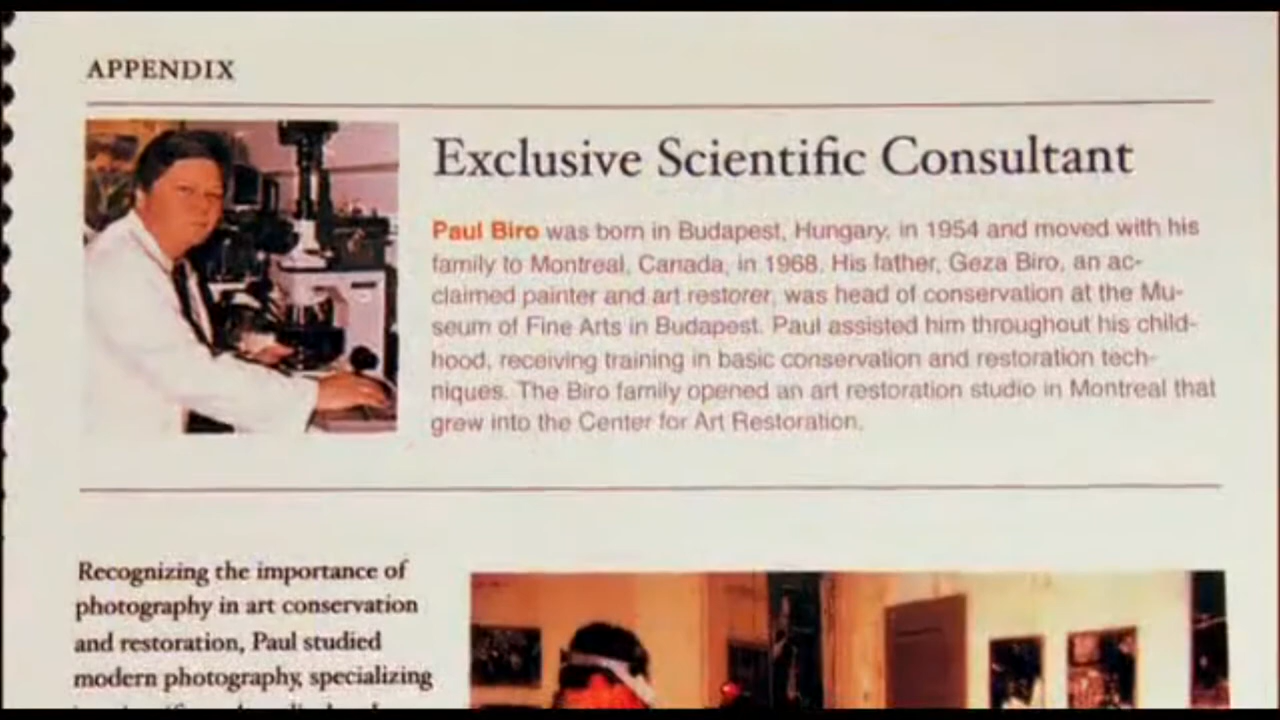 APPENDIX
Exclusive Scientific Consultant
Paul Biro was born in Budapest, Hungary, in 1954 and moved with his
family to Montreal, Canada, in 1968. His father, Geza Biro, an ac-
claimed painter and art restorer, was head of conservation at the Mu-
seum of Fine Arts in Budapest. Paul assisted him throughout his child-
hood, receiving training in basic conservation and restoration tech-
niques. The Biro family opened an art restoration studio in Montreal that
grew into the Center for Art Restoration.
Recognizing the importance of
photography in art conservation
and restoration, Paul studied
modern photography, specializing